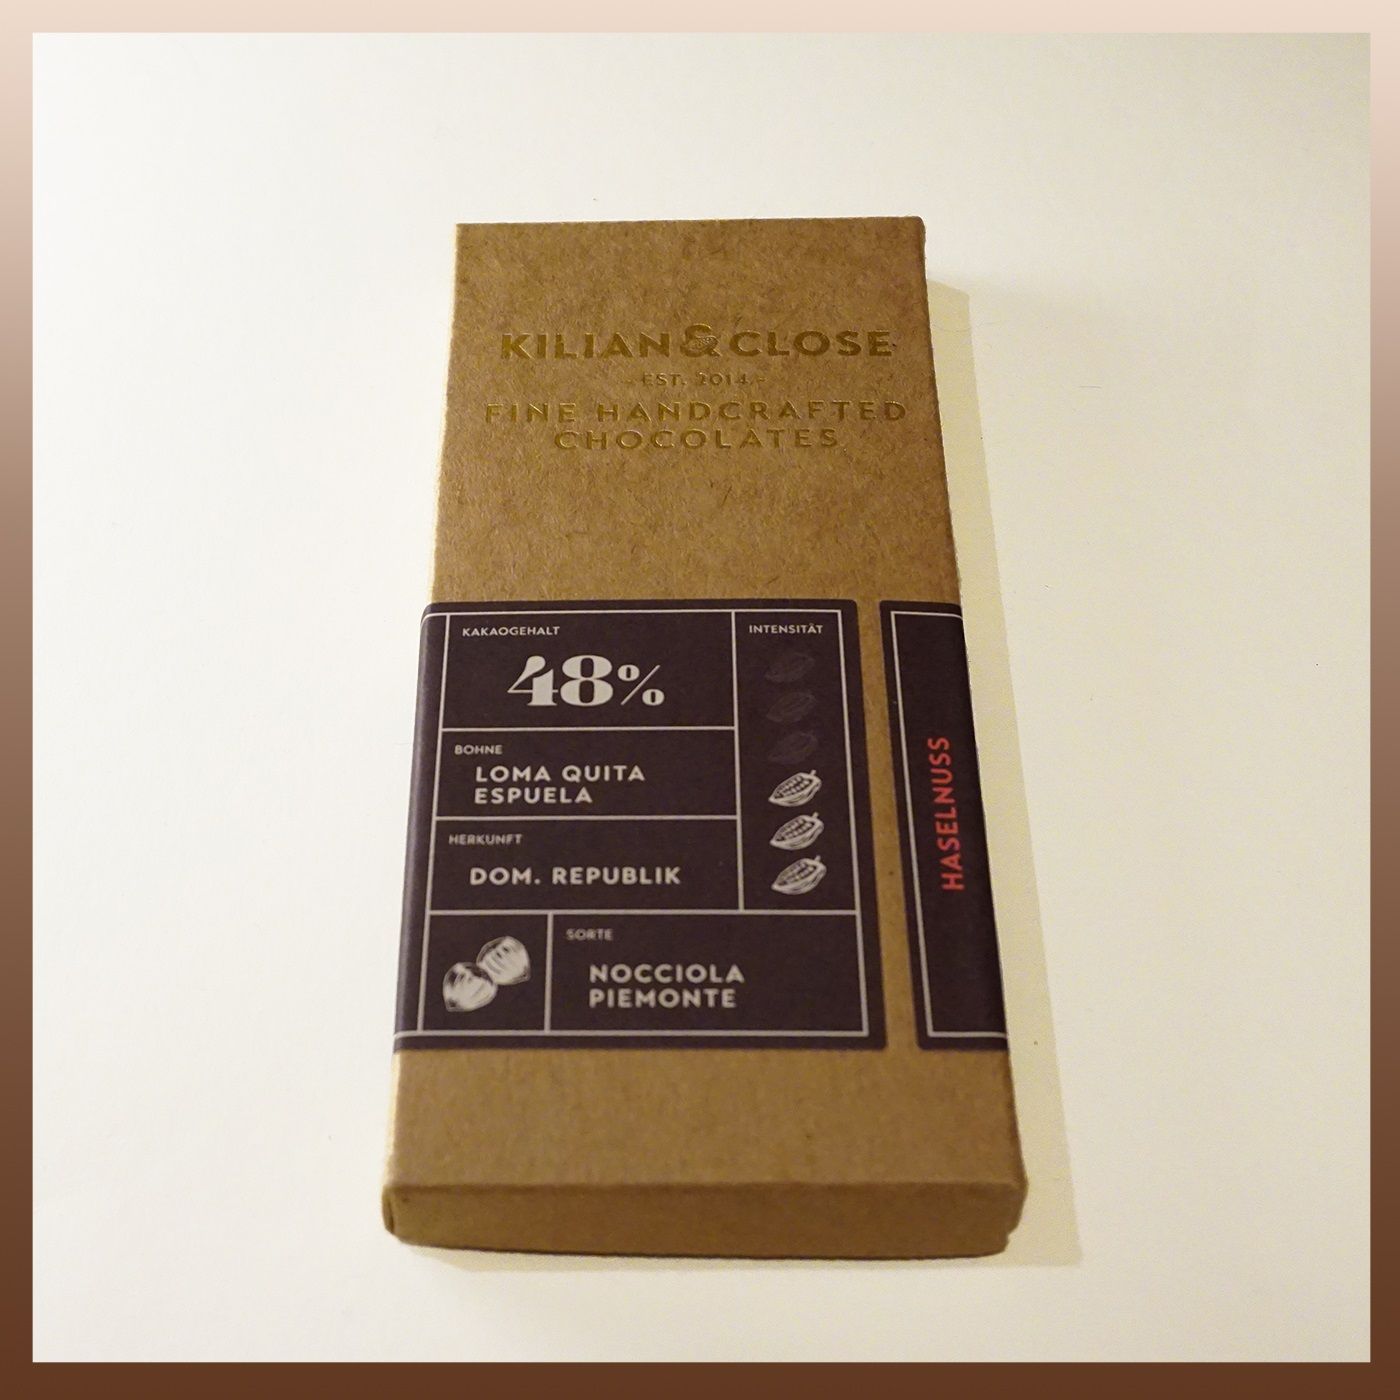 KILIAN & CLOSE
- EST. 2014 -
FINE HANDCRAFTED
CHOCOLATES
KAKAOGEHALT
48%
INTENSITÄT
BOHNE
LOMA QUITA
ESPUELA
HERKUNFT
DOM. REPUBLIK
SORTE
NOCCIOLA
PIEMONTE
HASELNUSS